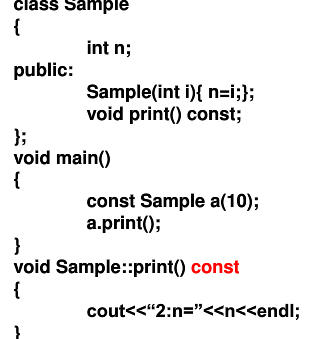 class Sample
{
int n;
public:
Sample(int i){ n=i;};
void print() const;
};
void main()
{
const Sample a(10);
a.print();
}
void Sample::print() const
{
cout<<“2:n=”<<n<<endl;
}